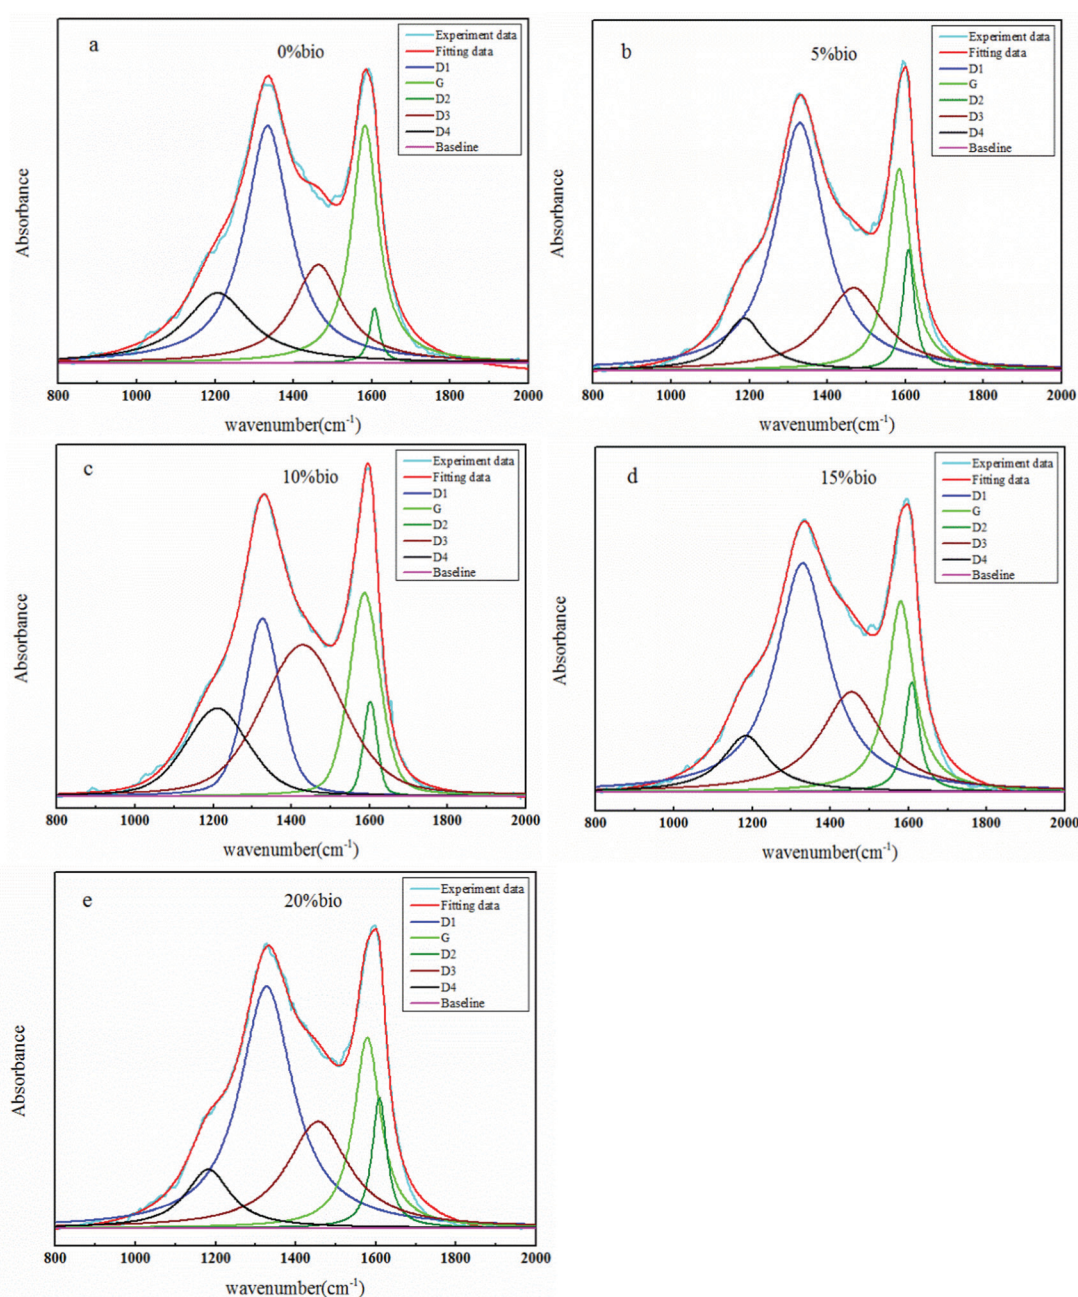 a
0%bio
Experiment data
Fitting data
D1
G
D2
D3
D4
Baseline
Absorbance
800 1000 1200 1400 1600 1800 2000
wavenumber(cm-1)
b
5%bio
Experiment data
Fitting data
D1
G
D2
D3
D4
Baseline
Absorbance
800 1000 1200 1400 1600 1800 2000
wavenumber(cm-1)
c
10%bio
Experiment data
Fitting data
D1
G
D2
D3
D4
Baseline
Absorbance
800 1000 1200 1400 1600 1800 2000
wavenumber(cm-1)
d
15%bio
Experiment data
Fitting data
D1
G
D2
D3
D4
Baseline
Absorbance
800 1000 1200 1400 1600 1800 2000
wavenumber(cm-1)
e
20%bio
Experiment data
Fitting data
D1
G
D2
D3
D4
Baseline
Absorbance
800 1000 1200 1400 1600 1800 2000
wavenumber(cm-1)